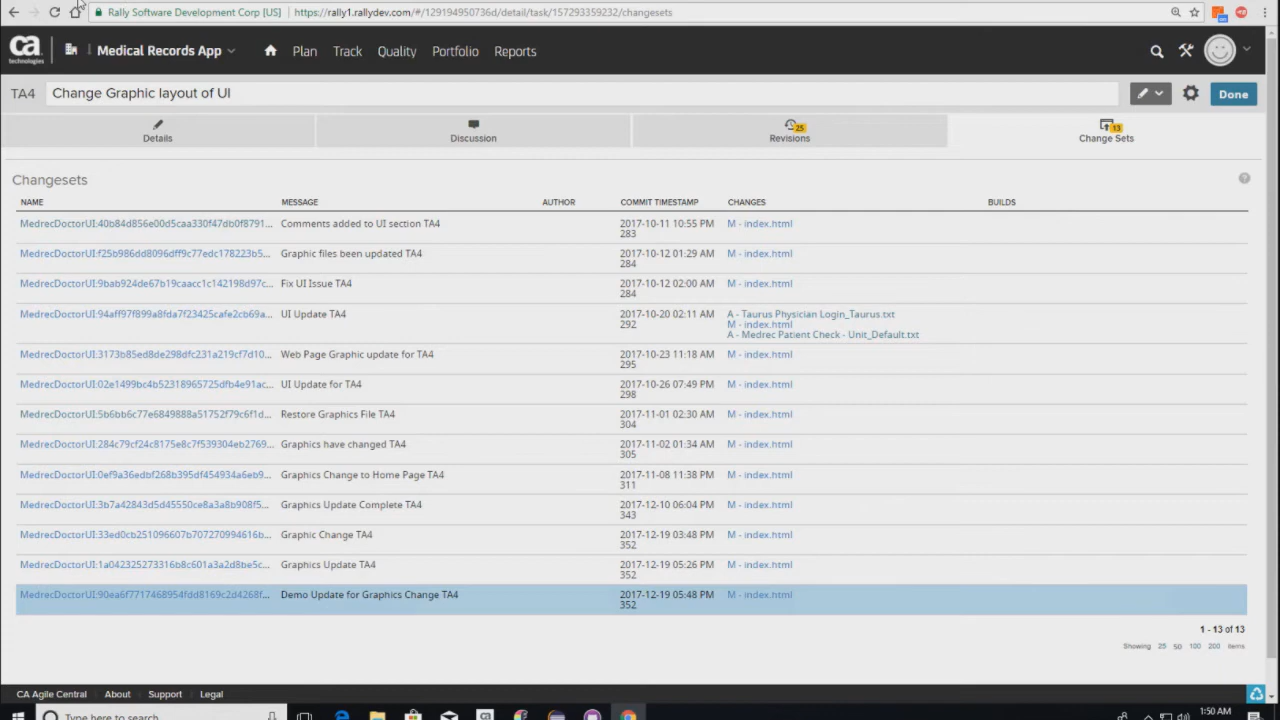 Rally Software Development Corp [US] https://rally1.rallydev.com/#/129194950736d/detail/task/157293359232/changesets
ca technologies Medical Records App Plan Track Quality Portfolio Reports
TA4 Change Graphic layout of UI Done
25 13
Details Discussion Revisions Change Sets
Changesets
NAME MESSAGE AUTHOR COMMIT TIMESTAMP CHANGES BUILDS
MedrecDoctorUI:40b84d856e00d5caa330f47db0f8791... Comments added to UI section TA4 2017-10-11 10:55 PM M - index.html
283
MedrecDoctorUI:f25b986dd8096dff9c77edc178223b5... Graphic files been updated TA4 2017-10-12 01:29 AM M - index.html
284
MedrecDoctorUI:9bab924de67b19caacc1c142198d97c... Fix UI Issue TA4 2017-10-12 02:00 AM M - index.html
284
MedrecDoctorUI:94aff97f899a8fda7f23425cafe2cb69a... UI Update TA4 2017-10-20 02:11 AM A - Taurus Physician Login_Taurus.txt
292 M - index.html
A - Medrec Patient Check - Unit_Default.txt
MedrecDoctorUI:3173b85ed8de298dfc231a219cf7d10... Web Page Graphic update for TA4 2017-10-23 11:18 AM M - index.html
295
MedrecDoctorUI:02e1499bc4b52318965725dfb4e91ac... UI Update for TA4 2017-10-26 07:49 PM M - index.html
298
MedrecDoctorUI:5b6bb6c77e6849888a51752f79c6f1d... Restore Graphics File TA4 2017-11-01 02:30 AM M - index.html
304
MedrecDoctorUI:284c79cf24c8175e8c7f539304eb2769... Graphics have changed TA4 2017-11-02 01:34 AM M - index.html
305
MedrecDoctorUI:0ef9a36edbf268b395df454934a6eb9... Graphics Change to Home Page TA4 2017-11-08 11:38 PM M - index.html
311
MedrecDoctorUI:3b7a42843d5d45550ce8a3a8b908f5... Graphics Update Complete TA4 2017-12-10 06:04 PM M - index.html
343
MedrecDoctorUI:33ed0cb251096607b707270994616b... Graphic Change TA4 2017-12-19 03:48 PM M - index.html
352
MedrecDoctorUI:1a042325273316b8c601a3a2d8be5c... Graphics Update TA4 2017-12-19 05:26 PM M - index.html
352
MedrecDoctorUI:90ea6f7717468954fdd8169c2d4268f... Demo Update for Graphics Change TA4 2017-12-19 05:48 PM M - index.html
352
1 - 13 of 13
Showing 25 50 100 200 items
CA Agile Central About Support Legal
Type here to search 1:50 AM